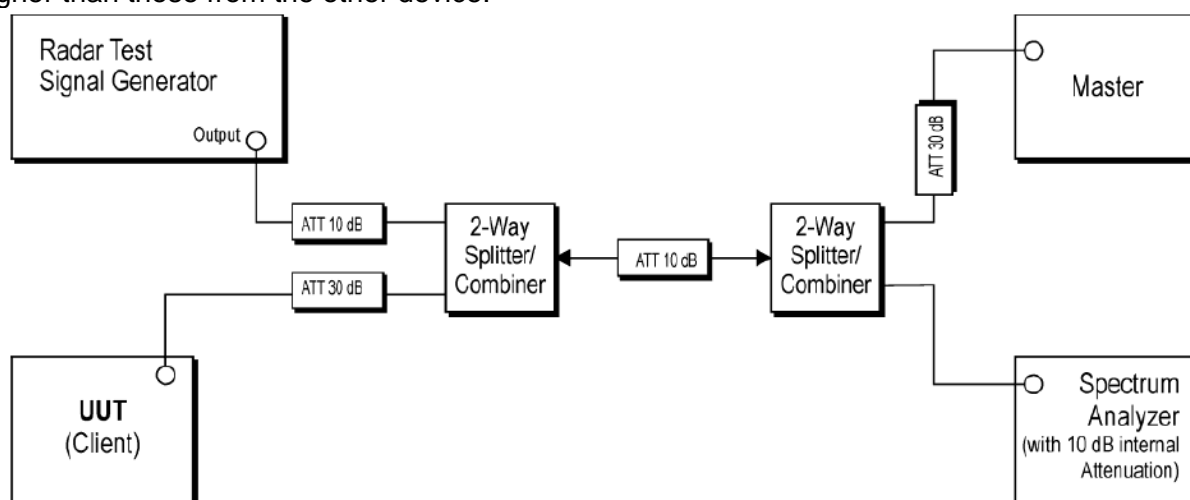 than those from the other device.
Radar Test
Signal Generator
Output
ATT 10 dB
ATT 30 dB
UUT
(Client)
2-Way
Splitter/
Combiner
ATT 10 dB
2-Way
Splitter/
Combiner
ATT 30 dB
Master
Spectrum
Analyzer
(with 10 dB internal
Attenuation)